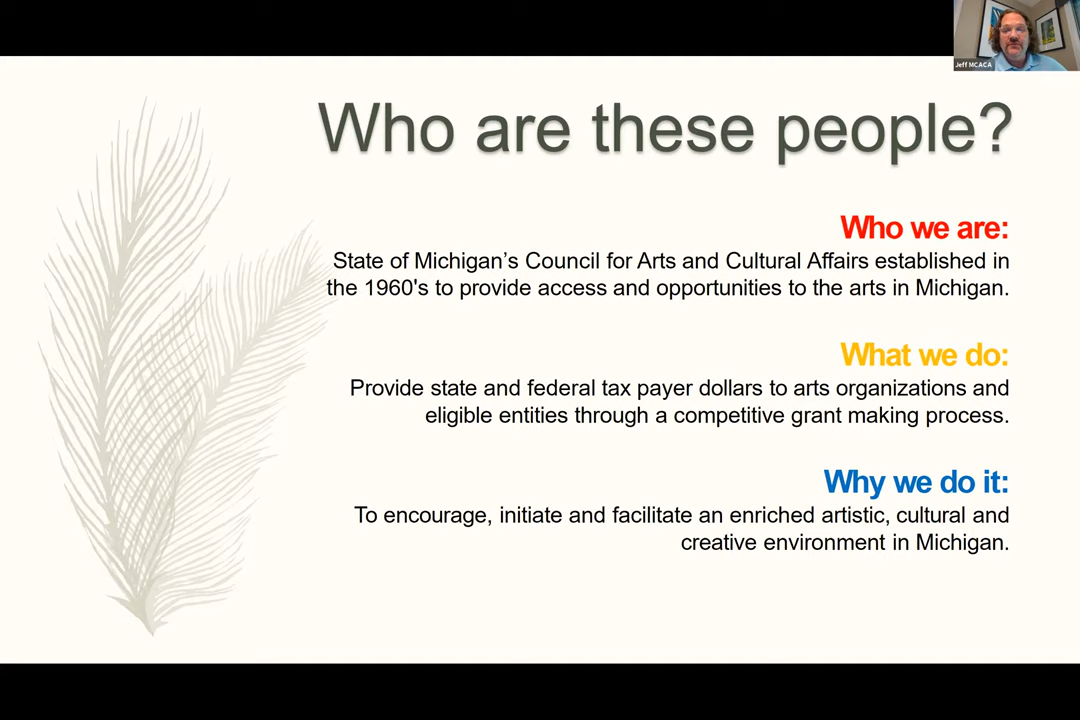 Jeff MCACA
Who are these people?
Who we are:
State of Michigan’s Council for Arts and Cultural Affairs established in
the 1960's to provide access and opportunities to the arts in Michigan.
What we do:
Provide state and federal tax payer dollars to arts organizations and
eligible entities through a competitive grant making process.
Why we do it:
To encourage, initiate and facilitate an enriched artistic, cultural and
creative environment in Michigan.